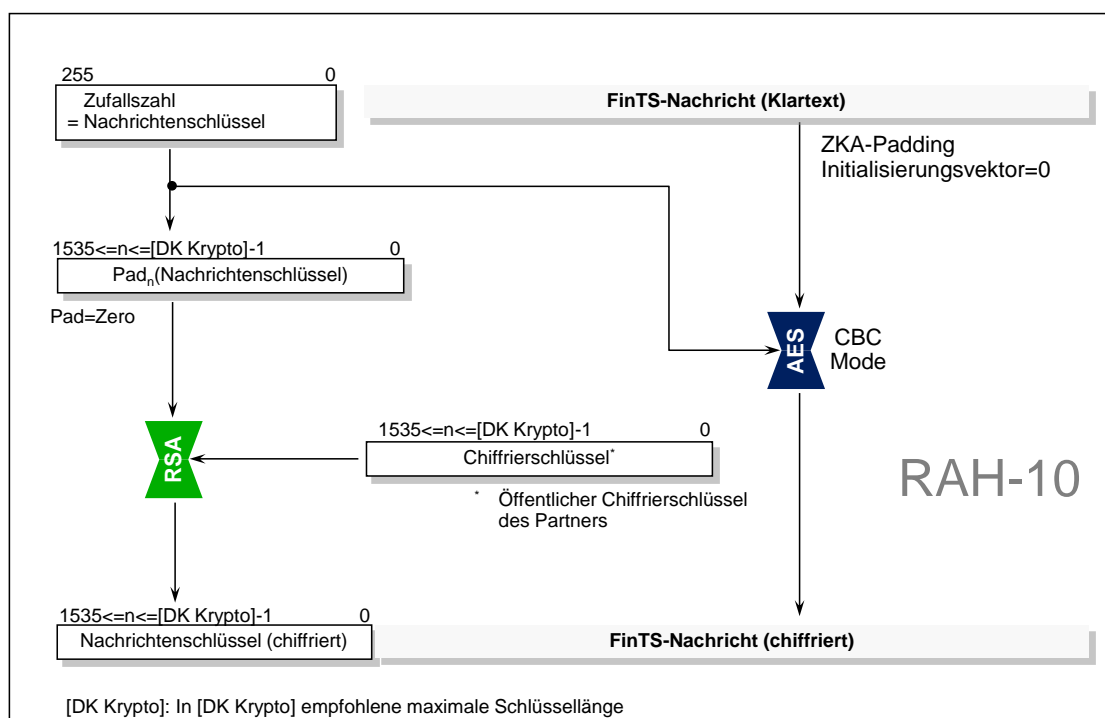 255 0
Zufallszahl
= Nachrichtenschlüssel
FinTS-Nachricht (Klartext)
ZKA-Padding
Initialisierungsvektor=0
1535<=n<=[DK Krypto]-1 0
Padn(Nachrichtenschlüssel)
Pad=Zero
AES
CBC
Mode
RSA
1535<=n<=[DK Krypto]-1 0
Chiffrierschlüssel*
* Öffentlicher Chiffrierschlüssel
des Partners
RAH-10
1535<=n<=[DK Krypto]-1 0
Nachrichtenschlüssel (chiffriert)
FinTS-Nachricht (chiffriert)
[DK Krypto]: In [DK Krypto] empfohlene maximale Schlüssellänge